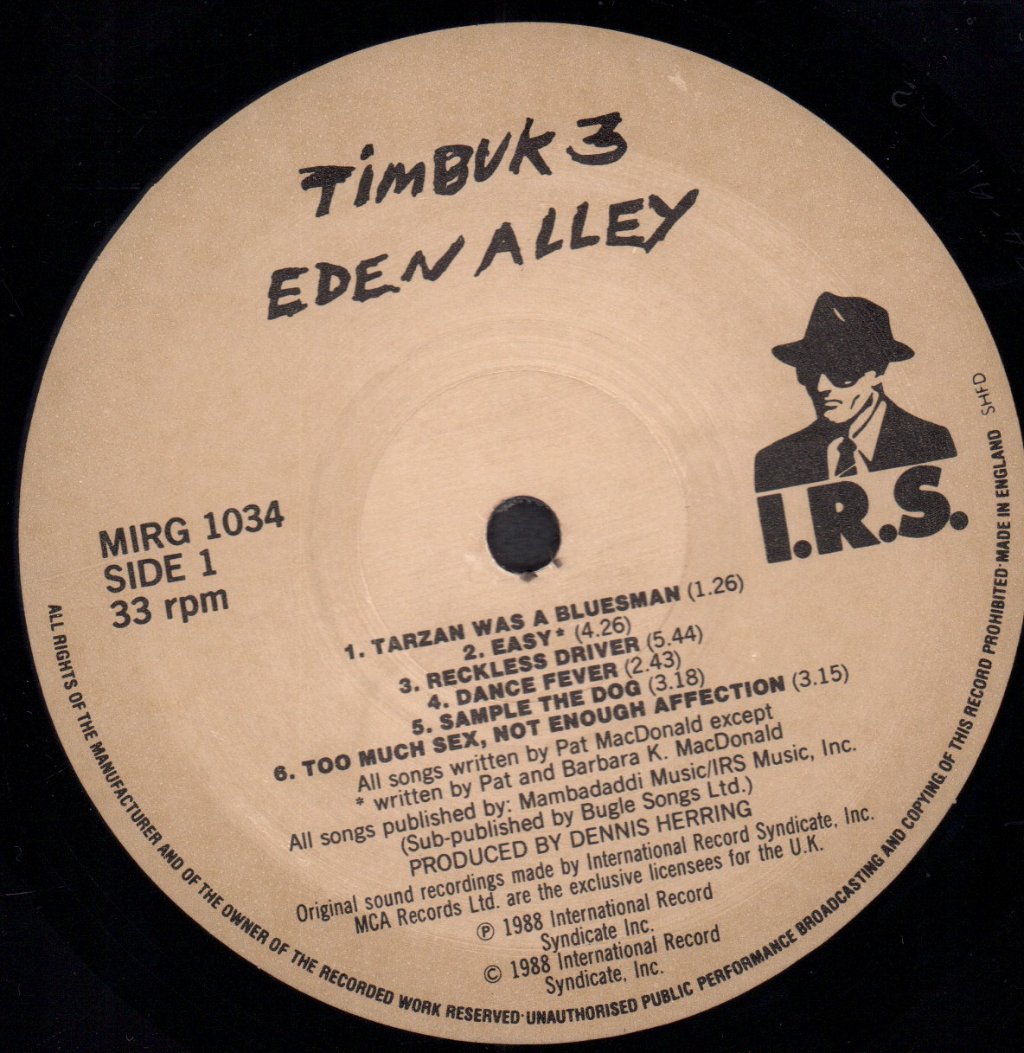 TIMBUK 3
EDEN ALLEY
I.R.S.
MIRG 1034
SIDE 1
33 rpm
1. TARZAN WAS A BLUESMAN (1.26)
2. EASY* (4.26)
3. RECKLESS DRIVER (5.44)
4. DANCE FEVER (2.43)
5. SAMPLE THE DOG (3.18)
6. TOO MUCH SEX, NOT ENOUGH AFFECTION (3.15)
All songs written by Pat MacDonald except
* written by Pat and Barbara K. MacDonald
All songs published by: Mambadaddi Music/IRS Music, Inc.
(Sub-published by Bugle Songs Ltd.)
PRODUCED BY DENNIS HERRING
Original sound recordings made by International Record Syndicate, Inc.
MCA Records Ltd. are the exclusive licensees for the U.K.
℗ 1988 International Record
Syndicate Inc.
© 1988 International Record
Syndicate, Inc.
ALL RIGHTS OF THE MANUFACTURER AND OF THE OWNER OF THE RECORDED WORK RESERVED·UNAUTHORISED PUBLIC PERFORMANCE BROADCASTING AND COPYING OF THIS RECORD PROHIBITED·MADE IN ENGLAND SHFD